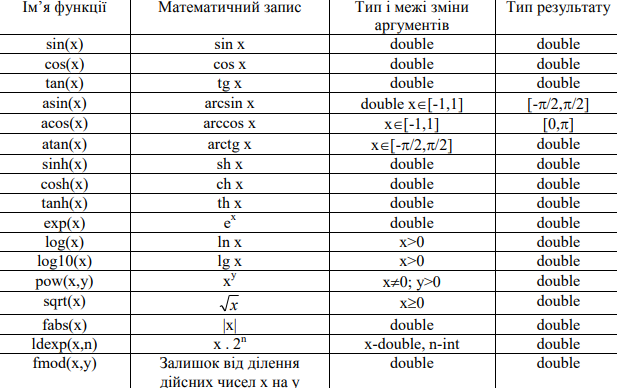 Ім’я функції Математичний запис Тип і межі зміни аргументів Тип результату
sin(x) sin x double double
cos(x) cos x double double
tan(x) tg x double double
asin(x) arcsin x double x∈[-1,1] [-π/2,π/2]
acos(x) arccos x x∈[-1,1] [0,π]
atan(x) arctg x x∈[-π/2,π/2] double
sinh(x) sh x double double
cosh(x) ch x double double
tanh(x) th x double double
exp(x) eˣ double double
log(x) ln x x>0 double
log10(x) lg x x>0 double
pow(x,y) xʸ x≠0; y>0 double
sqrt(x) √x x≥0 double
fabs(x) |x| double double
ldexp(x,n) x . 2ⁿ x-double, n-int double
fmod(x,y) Залишок від ділення дійсних чисел x на y double double